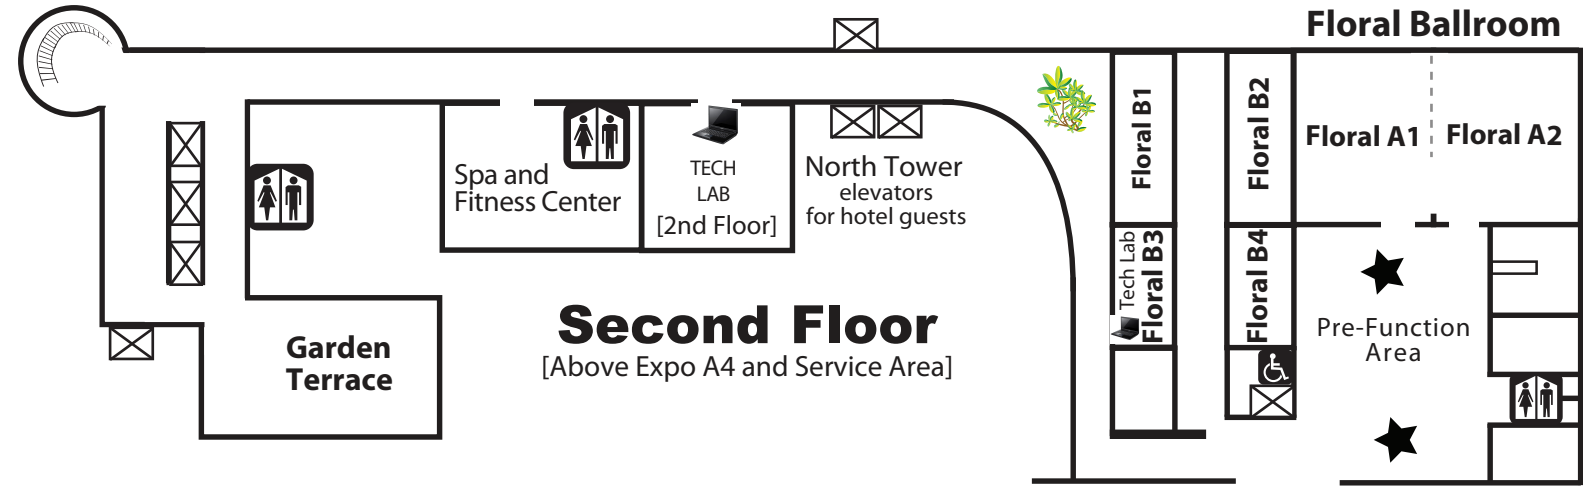 Floral Ballroom
Floral B1
Floral B2
Floral A1
Floral A2
Spa and
Fitness Center
TECH
LAB
[2nd Floor]
North Tower
elevators
for hotel guests
Tech Lab
Floral B3
Floral B4
Second Floor
[Above Expo A4 and Service Area]
Garden
Terrace
Pre-Function
Area